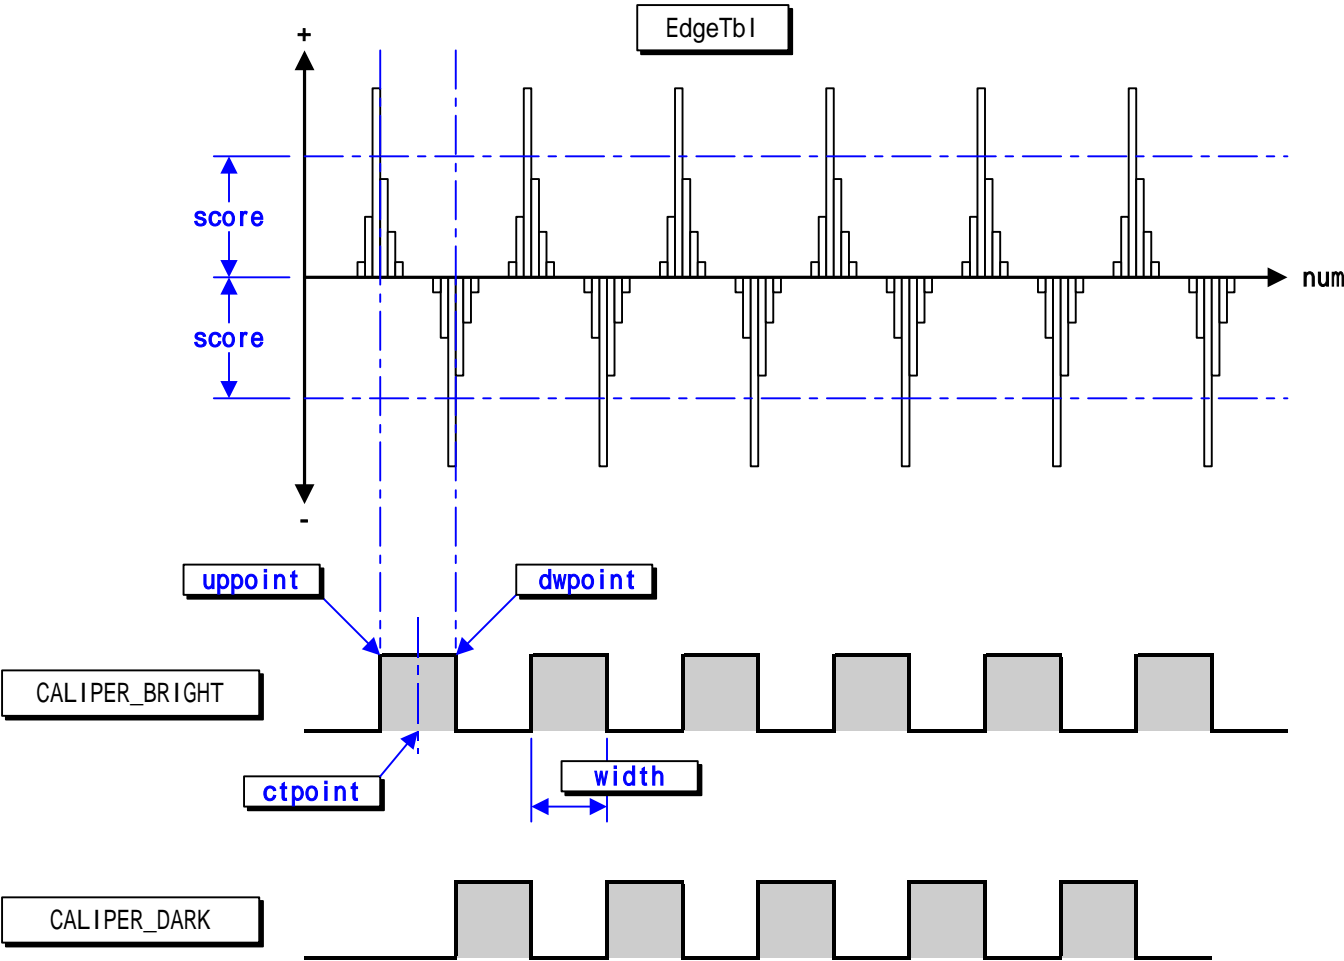 EdgeTbl
+
score
num
score
-
uppoint
dwpoint
CALIPER_BRIGHT
width
ctpoint
CALIPER_DARK